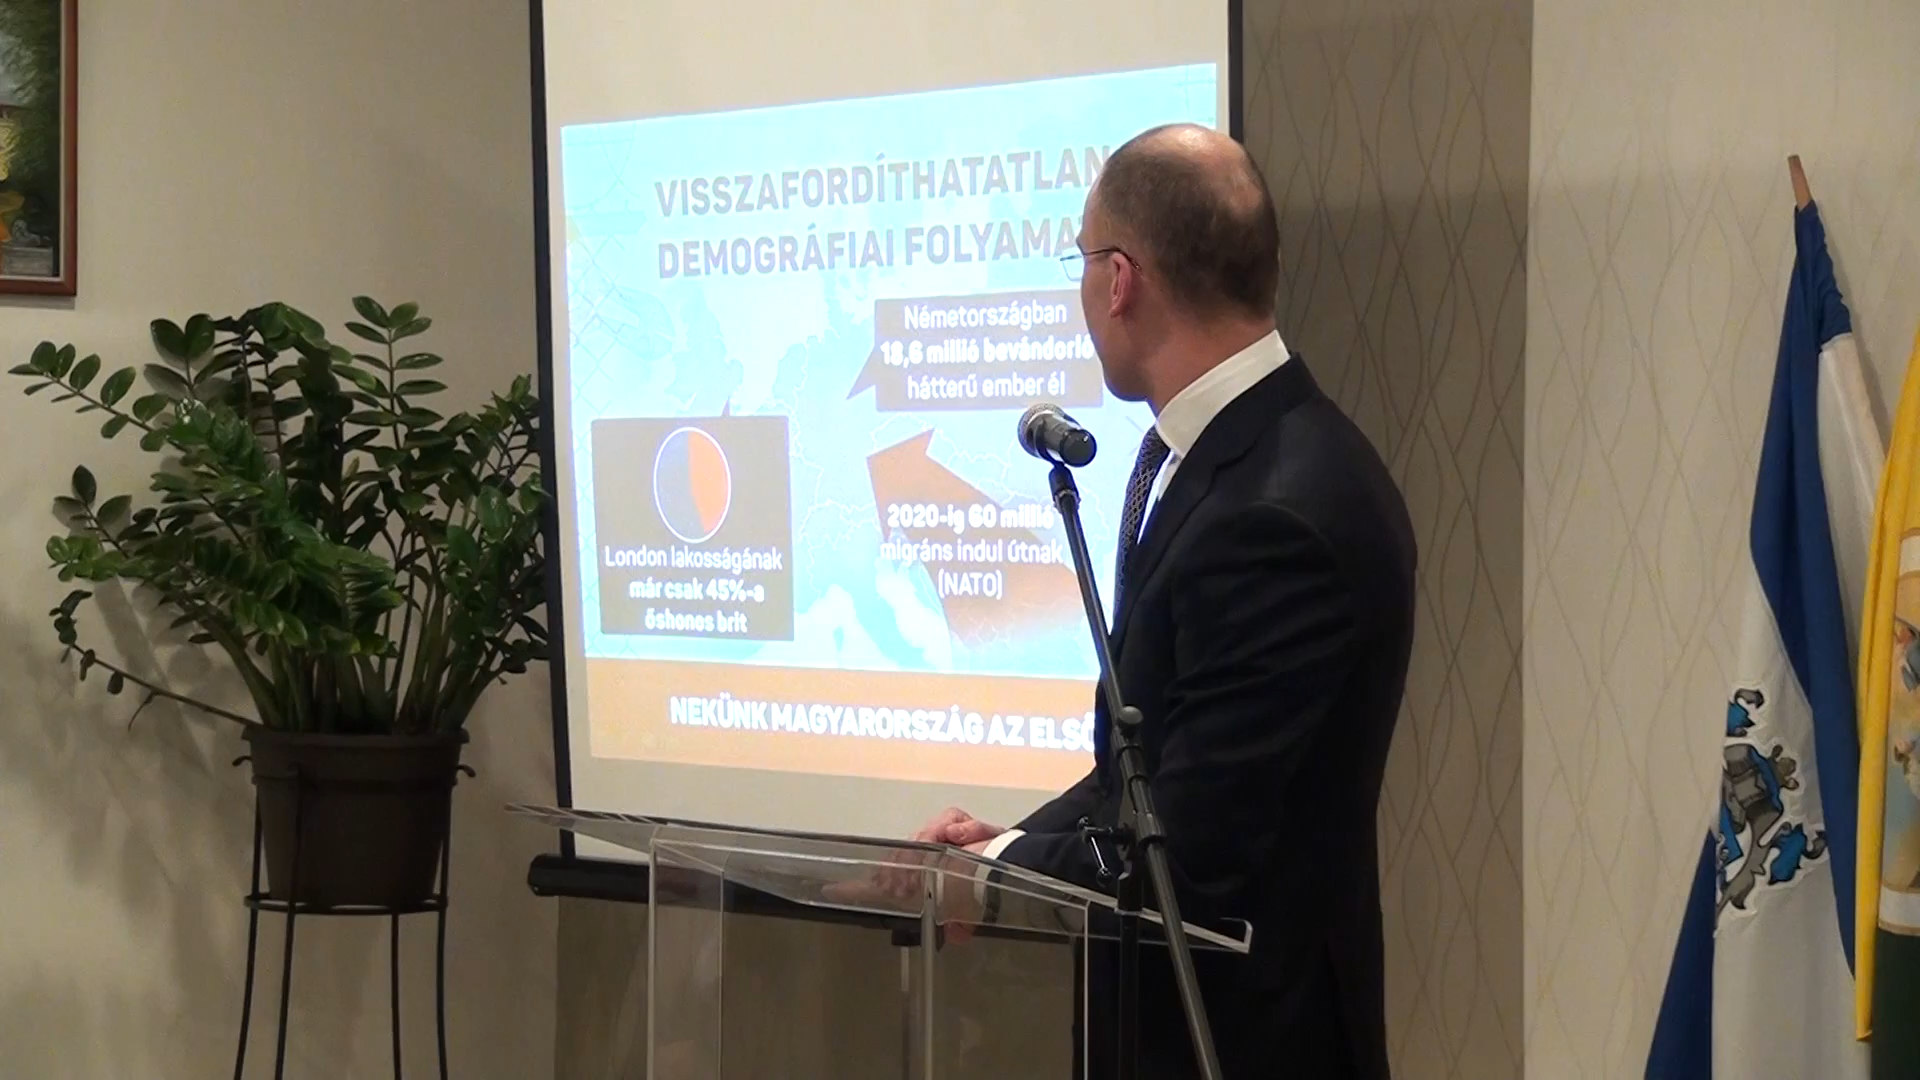 VISSZAFORDÍTHATATLAN
DEMOGRÁFIAI FOLYAMAT
Németországban
18,6 millió bevándorló
hátterű ember él
London lakosságának
már csak 45%-a
őshonos brit
2020-ig 60 millió
migráns indul útnak
(NATO)
NEKÜNK MAGYARORSZÁG AZ ELSŐ